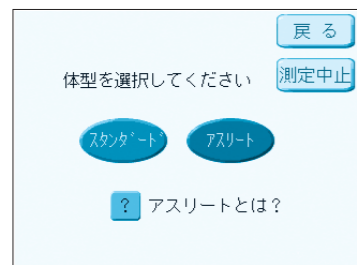 戻 る
体型を選択してください
測定中止
スタンダード
アスリート
? アスリートとは？